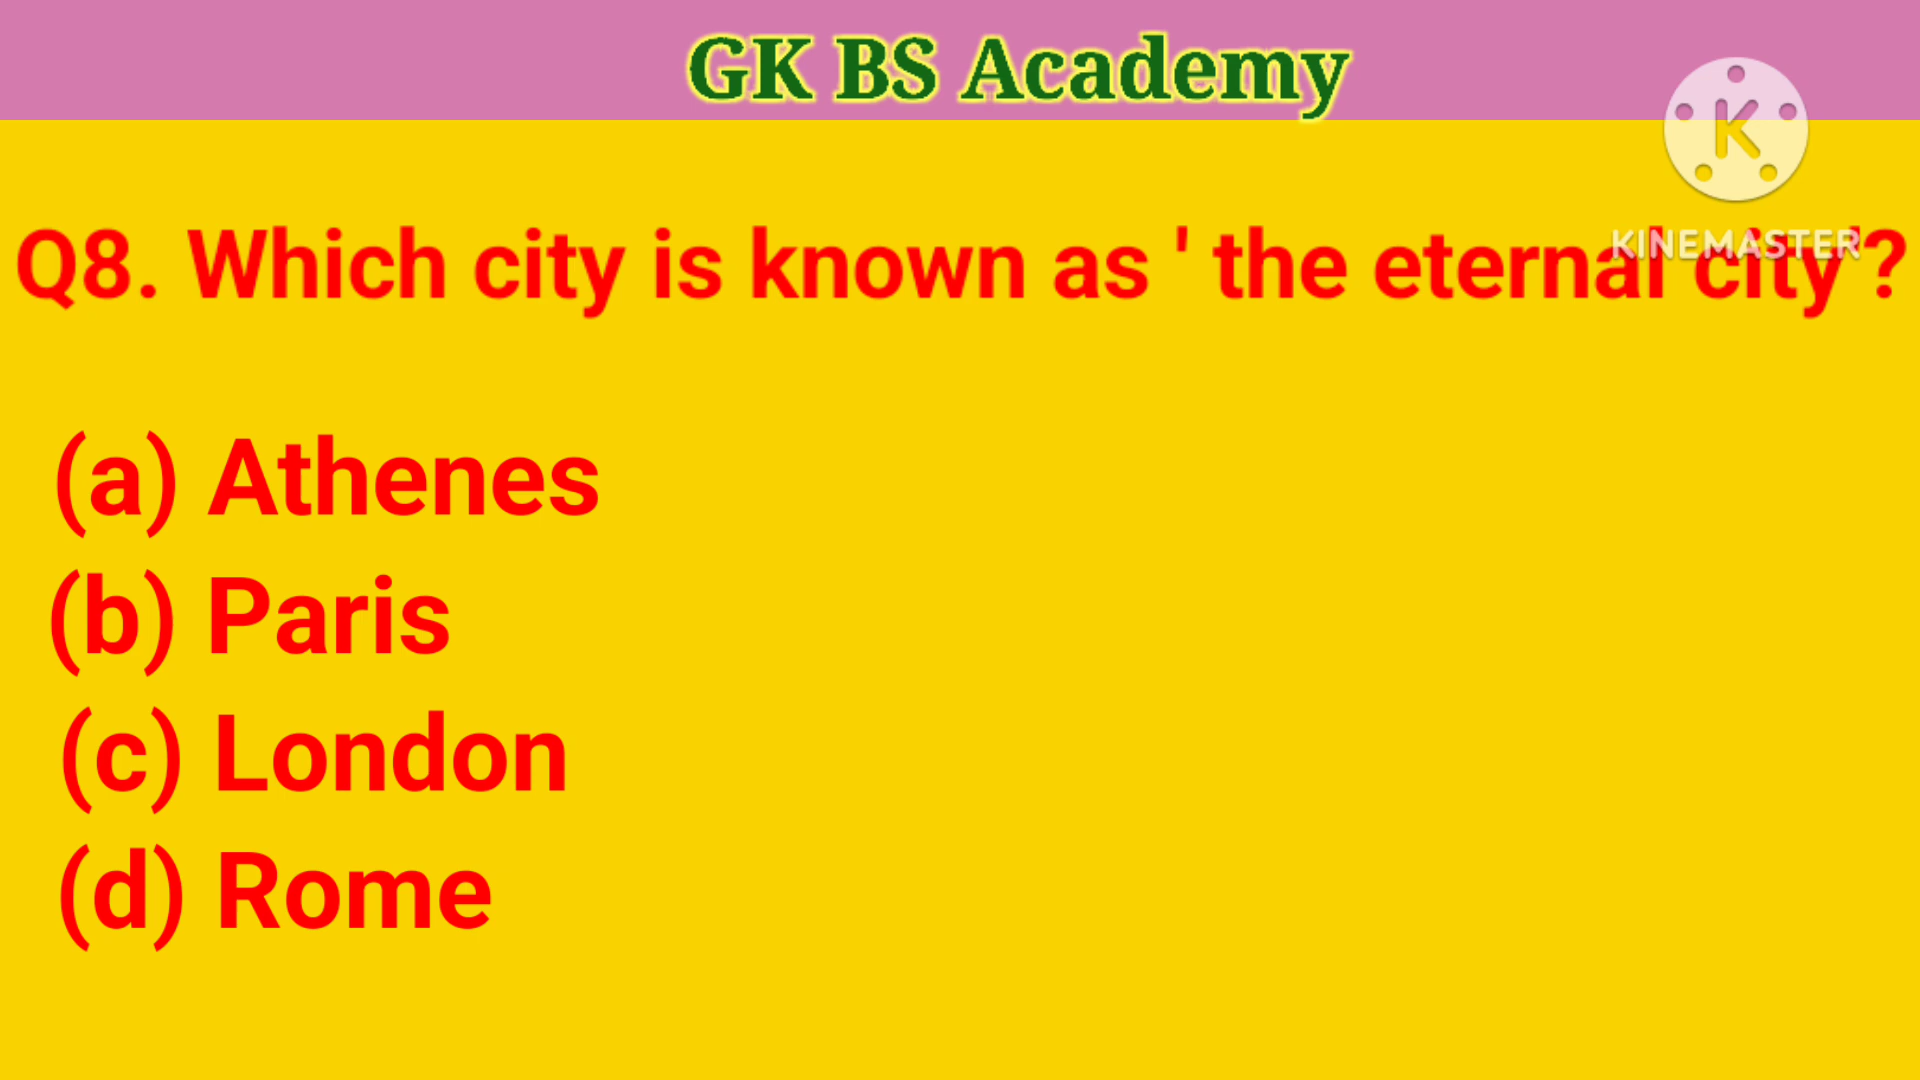 GK BS Academy
K
KINEMASTER
Q8. Which city is known as ' the eternal city'?
(a) Athenes
(b) Paris
(c) London
(d) Rome